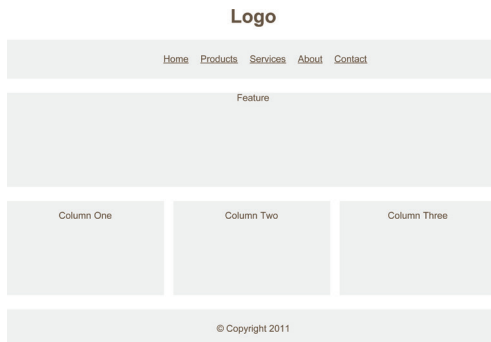 Logo
Home Products Services About Contact
Feature
Column One Column Two Column Three
© Copyright 2011